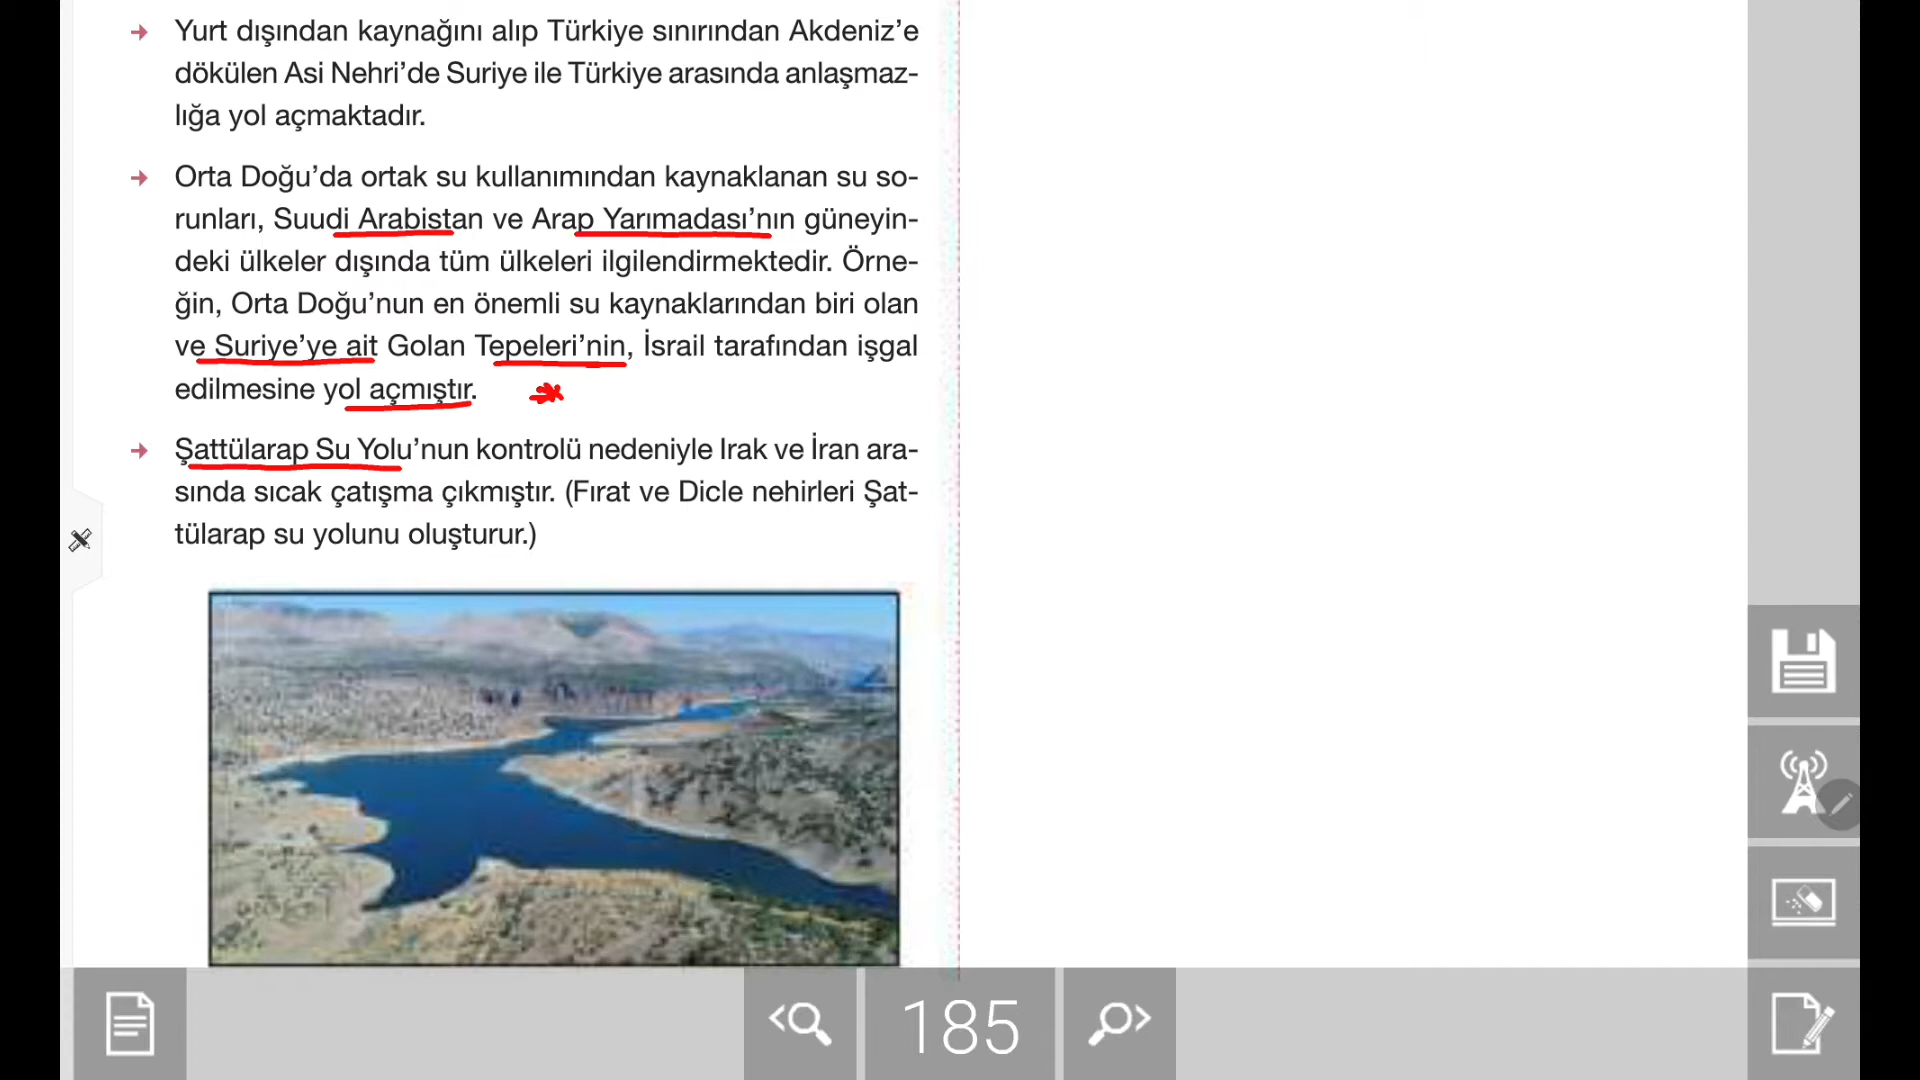 Yurt dışından kaynağını alıp Türkiye sınırından Akdeniz’e
dökülen Asi Nehri’de Suriye ile Türkiye arasında anlaşmaz-
lığa yol açmaktadır.
Orta Doğu’da ortak su kullanımından kaynaklanan su so-
runları, Suudi Arabistan ve Arap Yarımadası’nın güneyin-
deki ülkeler dışında tüm ülkeleri ilgilendirmektedir. Örne-
ğin, Orta Doğu’nun en önemli su kaynaklarından biri olan
ve Suriye’ye ait Golan Tepeleri’nin, İsrail tarafından işgal
edilmesine yol açmıştır.
Şattülarap Su Yolu’nun kontrolü nedeniyle Irak ve İran ara-
sında sıcak çatışma çıkmıştır. (Fırat ve Dicle nehirleri Şat-
tülarap su yolunu oluşturur.)
185